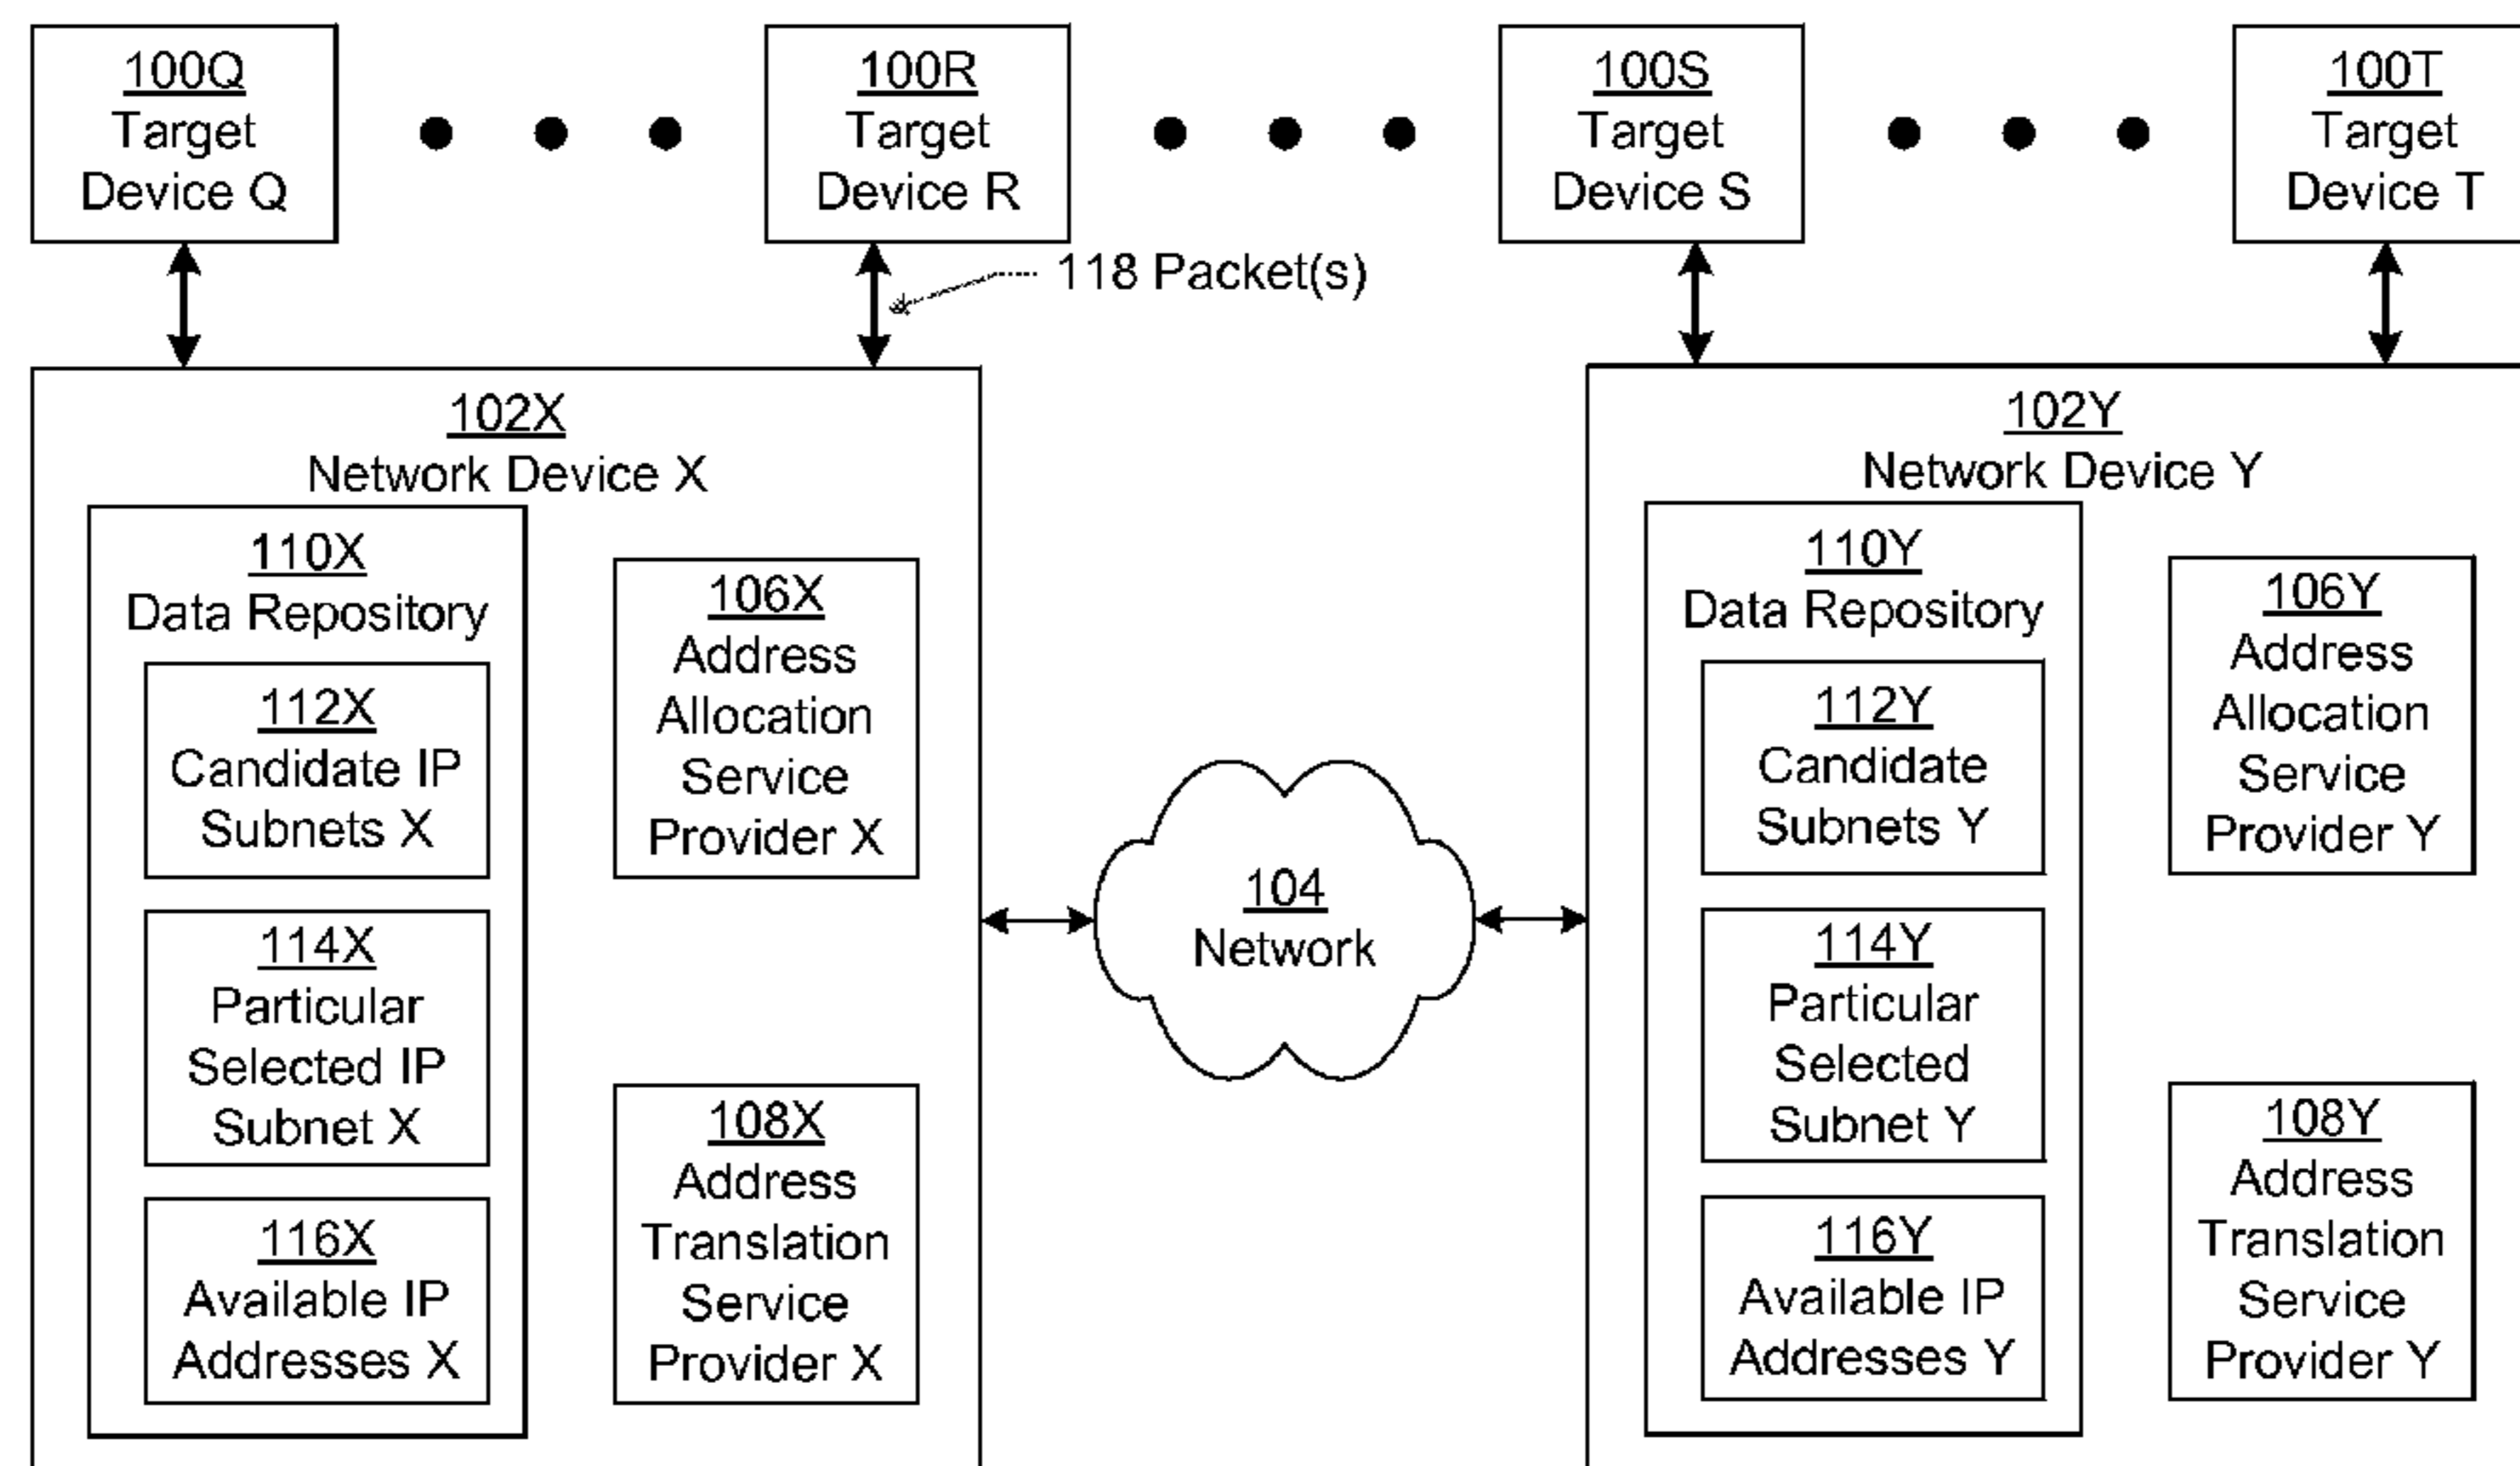 100Q
Target
Device Q
100R
Target
Device R
100S
Target
Device S
100T
Target
Device T
118 Packet(s)
102X
Network Device X
110X
Data Repository
112X
Candidate IP
Subnets X
114X
Particular
Selected IP
Subnet X
116X
Available IP
Addresses X
106X
Address
Allocation
Service
Provider X
108X
Address
Translation
Service
Provider X
104
Network
102Y
Network Device Y
110Y
Data Repository
112Y
Candidate
Subnets Y
114Y
Particular
Selected
Subnet Y
116Y
Available IP
Addresses Y
106Y
Address
Allocation
Service
Provider Y
108Y
Address
Translation
Service
Provider Y